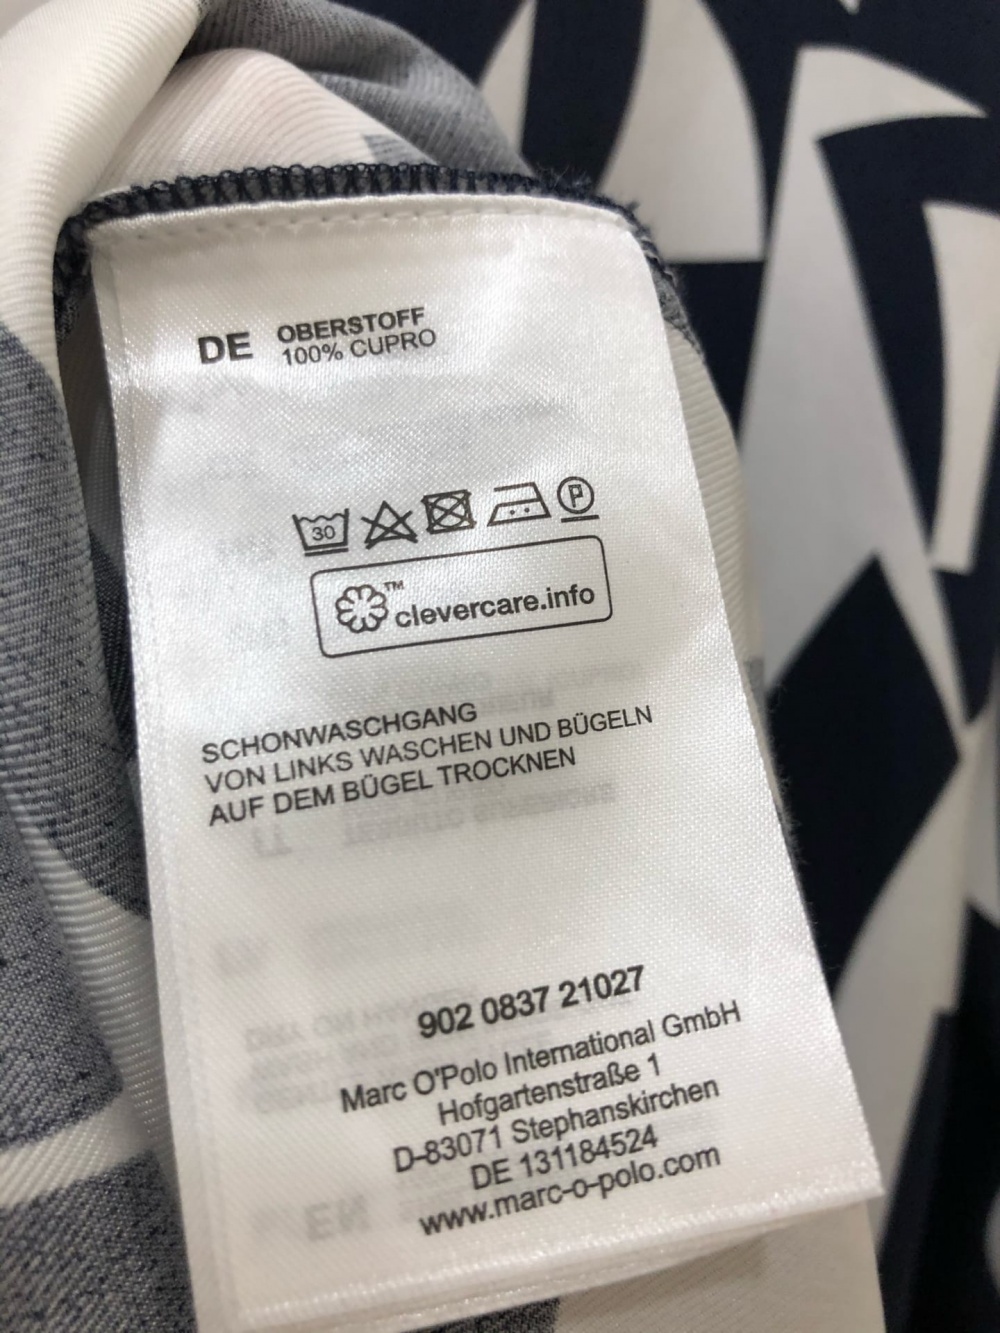 DE OBERSTOFF
100% CUPRO
30 P
™ clevercare.info
SCHONWASCHGANG
VON LINKS WASCHEN UND BÜGELN
AUF DEM BÜGEL TROCKNEN
902 0837 21027
Marc O'Polo International GmbH
Hofgartenstraße 1
D-83071 Stephanskirchen
DE 131184524
www.marc-o-polo.com